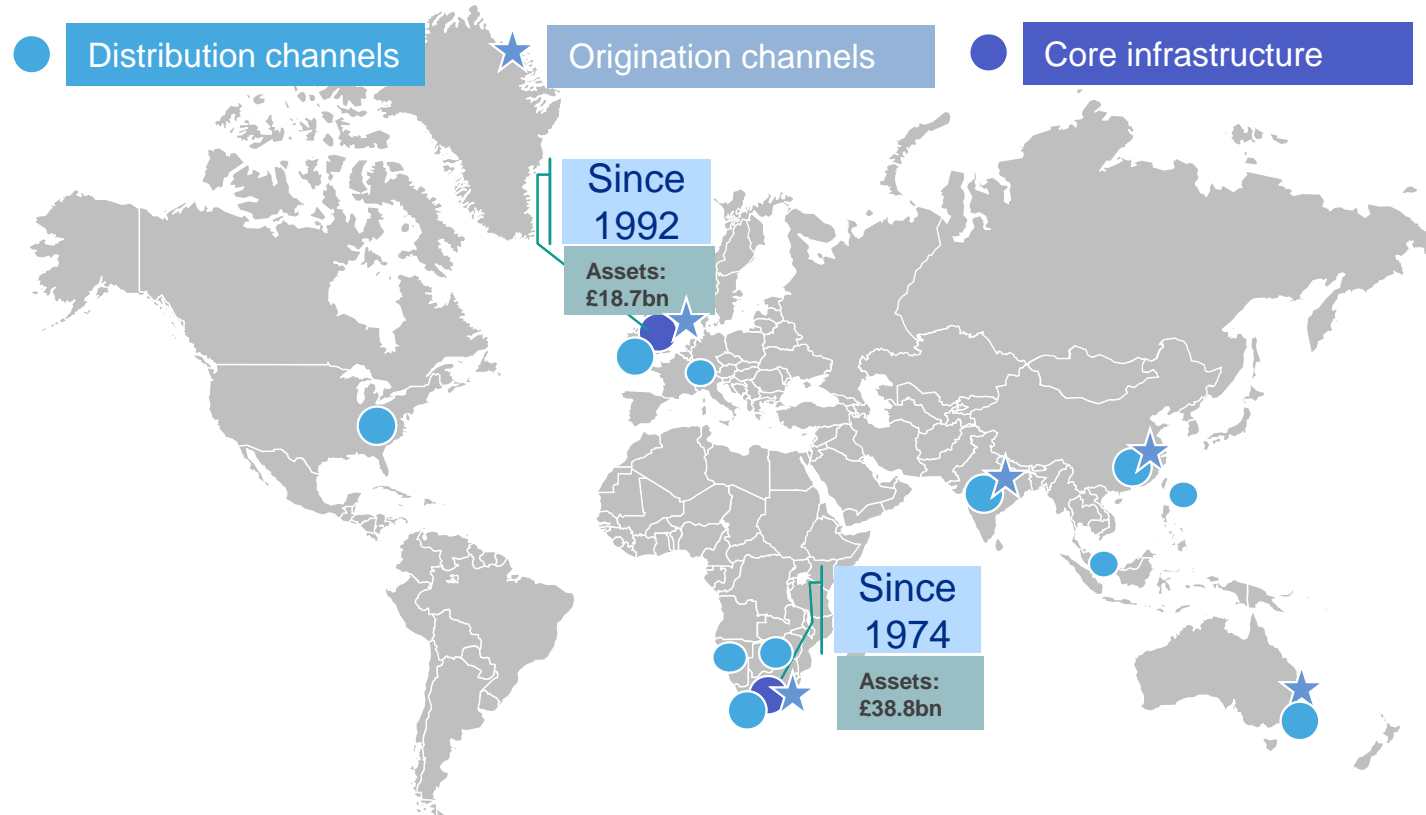 Distribution channels
Origination channels
Core infrastructure
Since
1992
Assets:
£18.7bn
Since
1974
Assets:
£38.8bn